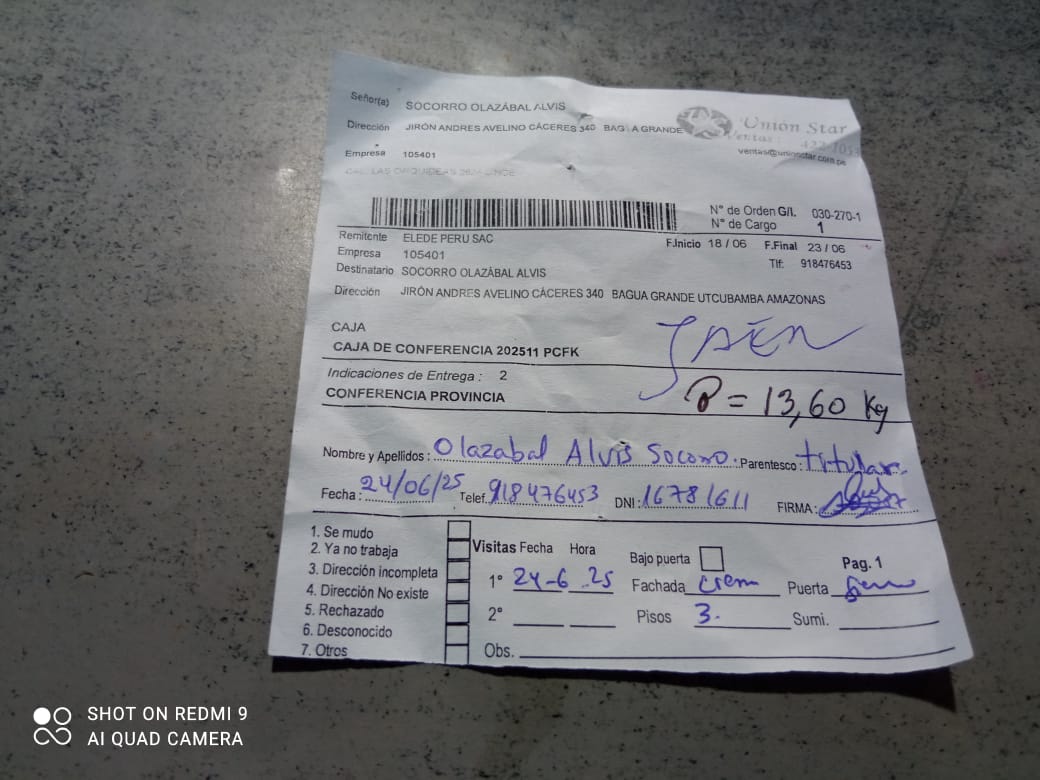 Señor(a) SOCORRO OLAZÁBAL ALVIS
Dirección JIRÓN ANDRES AVELINO CÁCERES 340 BAGUA GRANDE
Unión Star
Ventas:
ventas@unionstar.com.pe
Empresa 105401
N° de Orden G/I. 030-270-1
N° de Cargo 1
Remitente ELEDE PERU SAC
F.Inicio 18 / 06 F.Final 23 / 06
Empresa 105401
Tlf: 918476453
Destinatario SOCORRO OLAZÁBAL ALVIS
Dirección JIRÓN ANDRES AVELINO CÁCERES 340 BAGUA GRANDE UTCUBAMBA AMAZONAS
CAJA
JAÉN
CAJA DE CONFERENCIA 202511 PCFK
Indicaciones de Entrega : 2
CONFERENCIA PROVINCIA
P = 13,60 Kg
Nombre y Apellidos : Olazabal Alvis Socorro. Parentesco : titular
Fecha : 24/06/25 Telef. 918476453 DNI : 16781611 FIRMA :
1. Se mudo
2. Ya no trabaja
3. Dirección incompleta
4. Dirección No existe
5. Rechazado
6. Desconocido
7. Otros
Visitas Fecha Hora
1° 24-6 .25
2°
Bajo puerta
Pag. 1
Fachada crem Puerta
Pisos 3. Sumi.
Obs.
SHOT ON REDMI 9
AI QUAD CAMERA